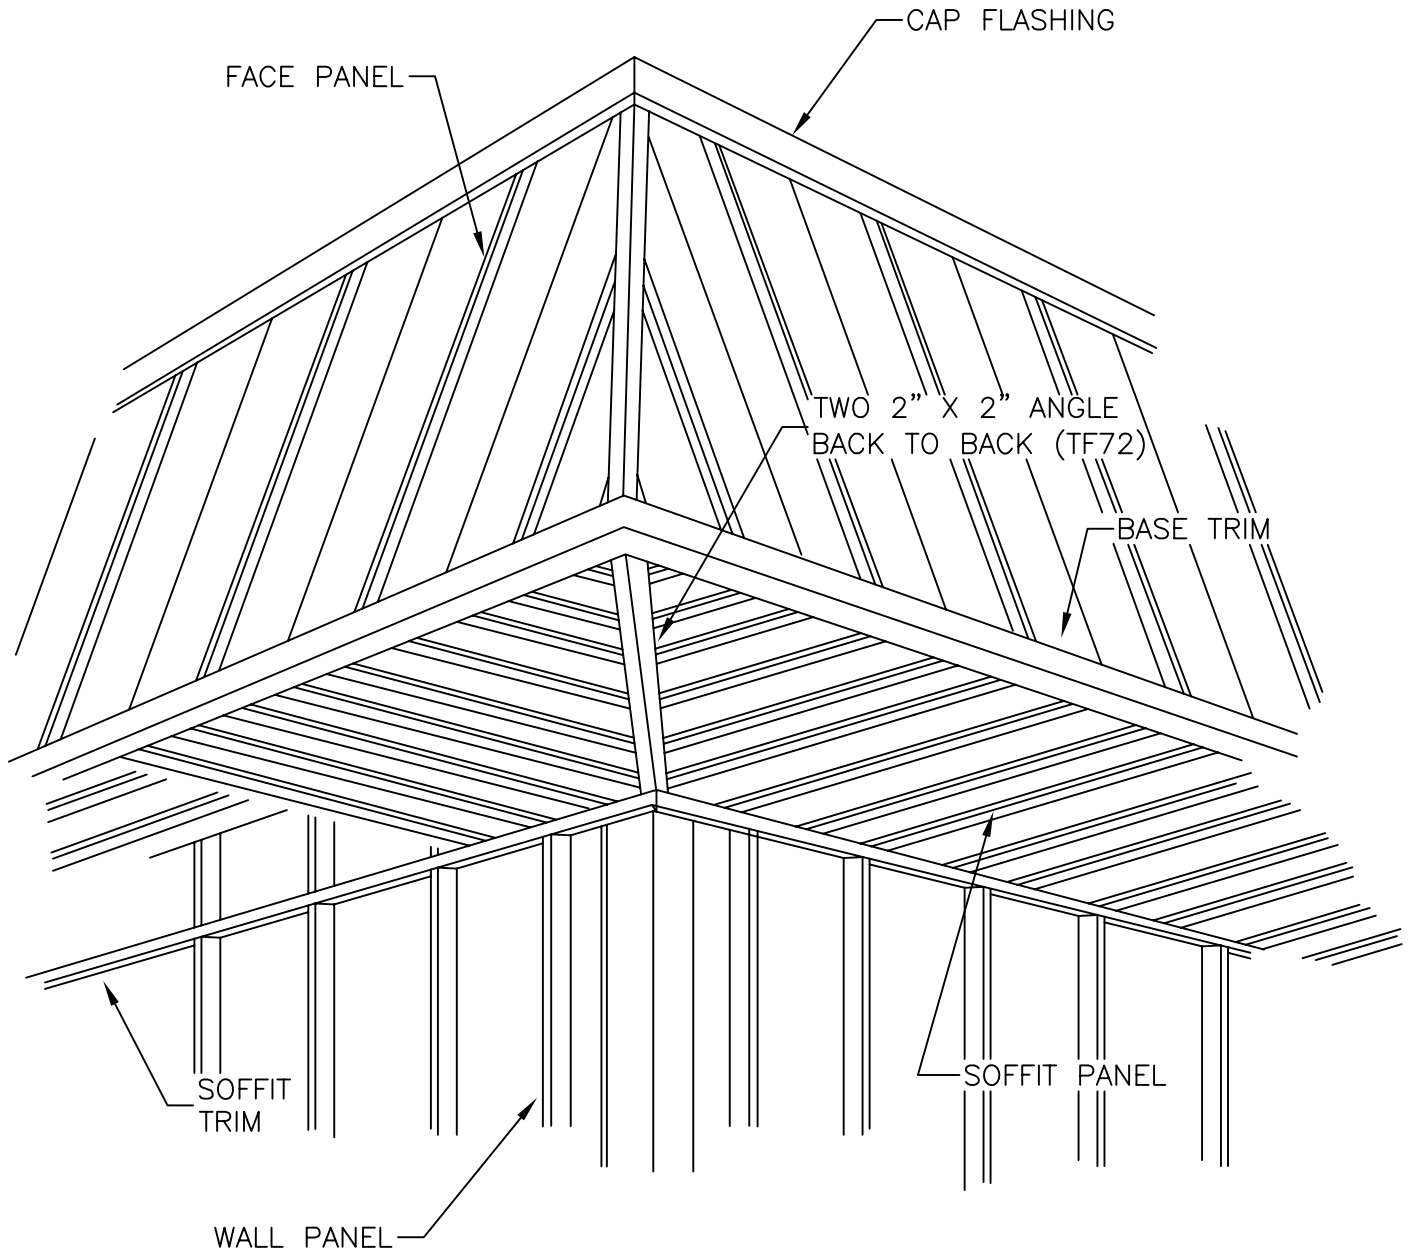 CAP FLASHING
FACE PANEL
TWO 2” X 2” ANGLE
BACK TO BACK (TF72)
BASE TRIM
SOFFIT PANEL
SOFFIT
TRIM
WALL PANEL